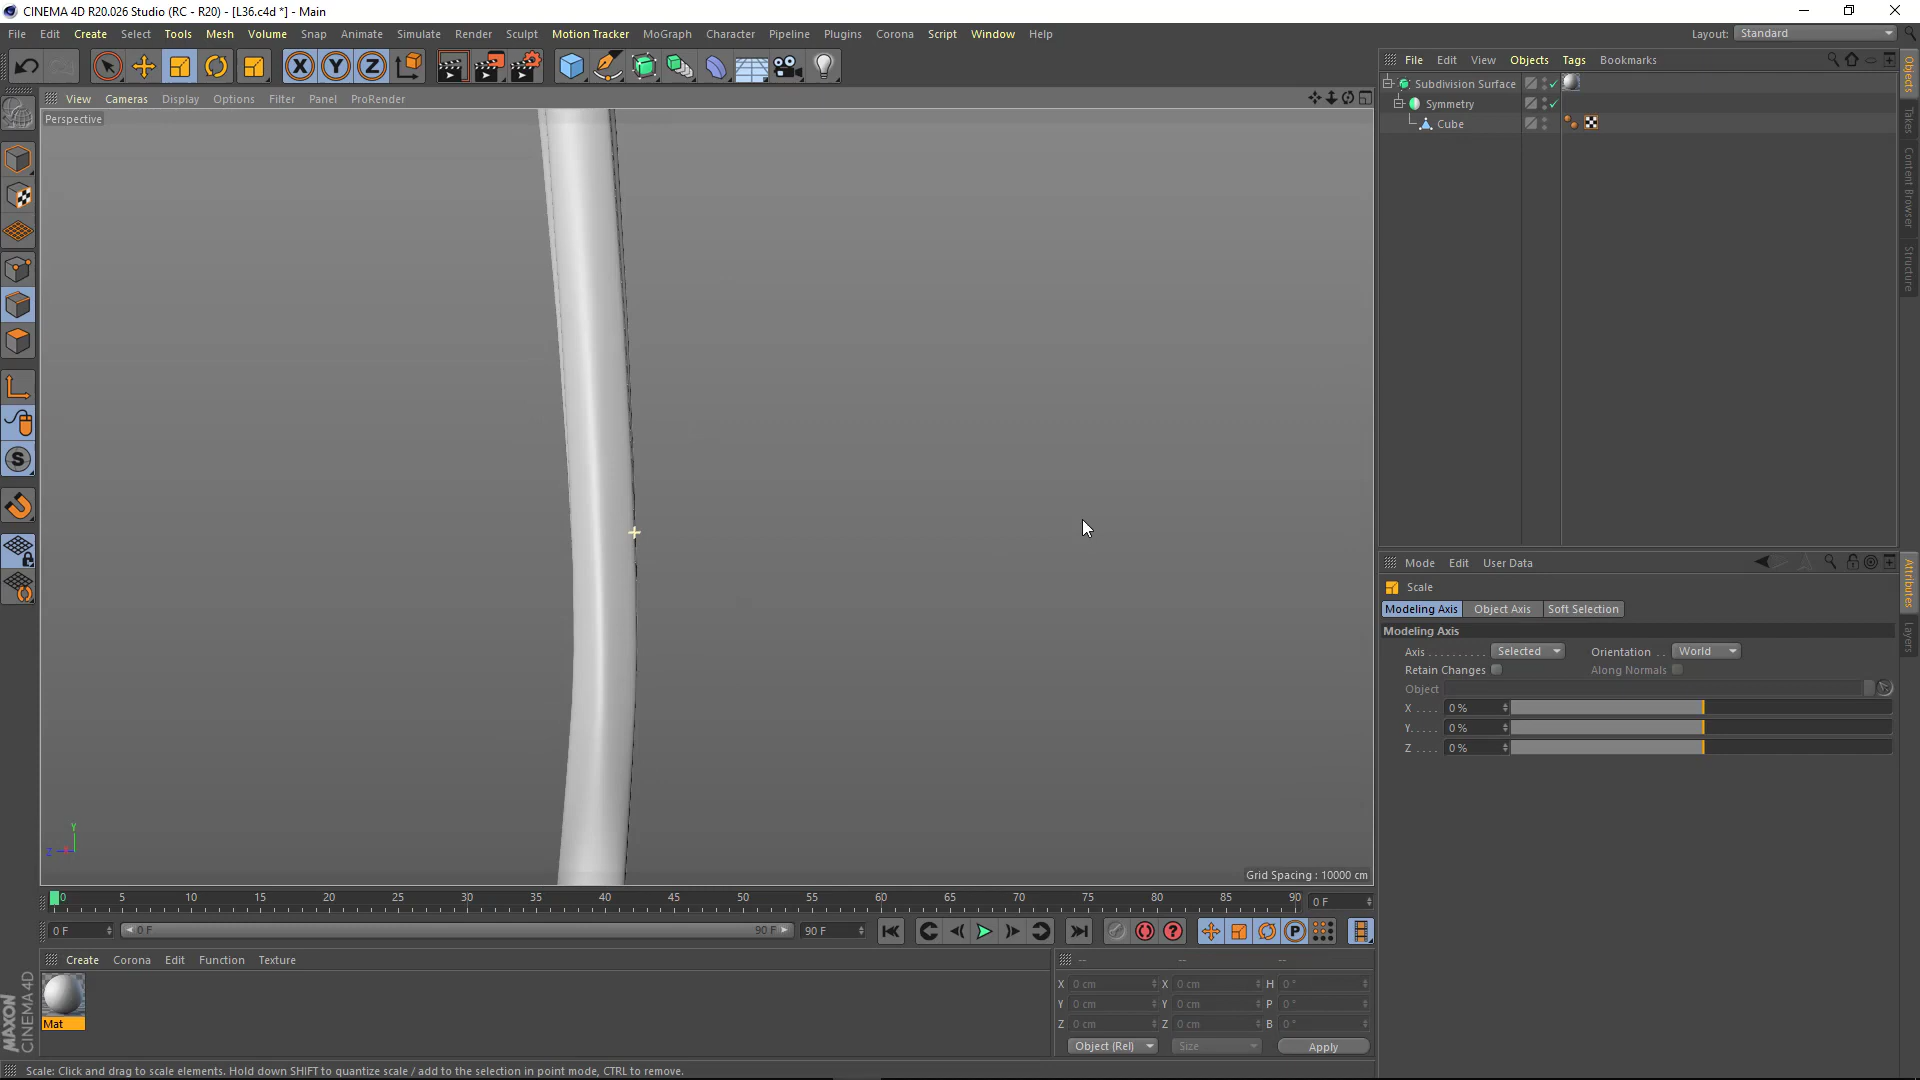 CINEMA 4D R20.026 Studio (RC - R20) - [L36.c4d *] - Main
File Edit Create Select Tools Mesh Volume Snap Animate Simulate Render Sculpt Motion Tracker MoGraph Character Pipeline Plugins Corona Script Window Help
Layout: Standard
X Y Z
View Cameras Display Options Filter Panel ProRender
Perspective
File Edit View Objects Tags Bookmarks
Subdivision Surface
Symmetry
Cube
Objects
Takes
Content Browser
Structure
Mode Edit User Data
Scale
Modeling Axis Object Axis Soft Selection
Modeling Axis
Axis . . . . . . . . . . Selected Orientation . . World
Retain Changes Along Normals
Object
X . . . . 0 %
Y. . . . . 0 %
Z . . . . 0 %
Attributes
Layers
S
Y
Z
Grid Spacing : 10000 cm
0 5 10 15 20 25 30 35 40 45 50 55 60 65 70 75 80 85 90 0 F
0 F 0 F 90 F 90 F
P
Create Corona Edit Function Texture
-- -- --
Mat
X 0 cm X 0 cm H 0 °
Y 0 cm Y 0 cm P 0 °
Z 0 cm Z 0 cm B 0 °
Object (Rel) Size Apply
MAXON
CINEMA 4D
Scale: Click and drag to scale elements. Hold down SHIFT to quantize scale / add to the selection in point mode, CTRL to remove.